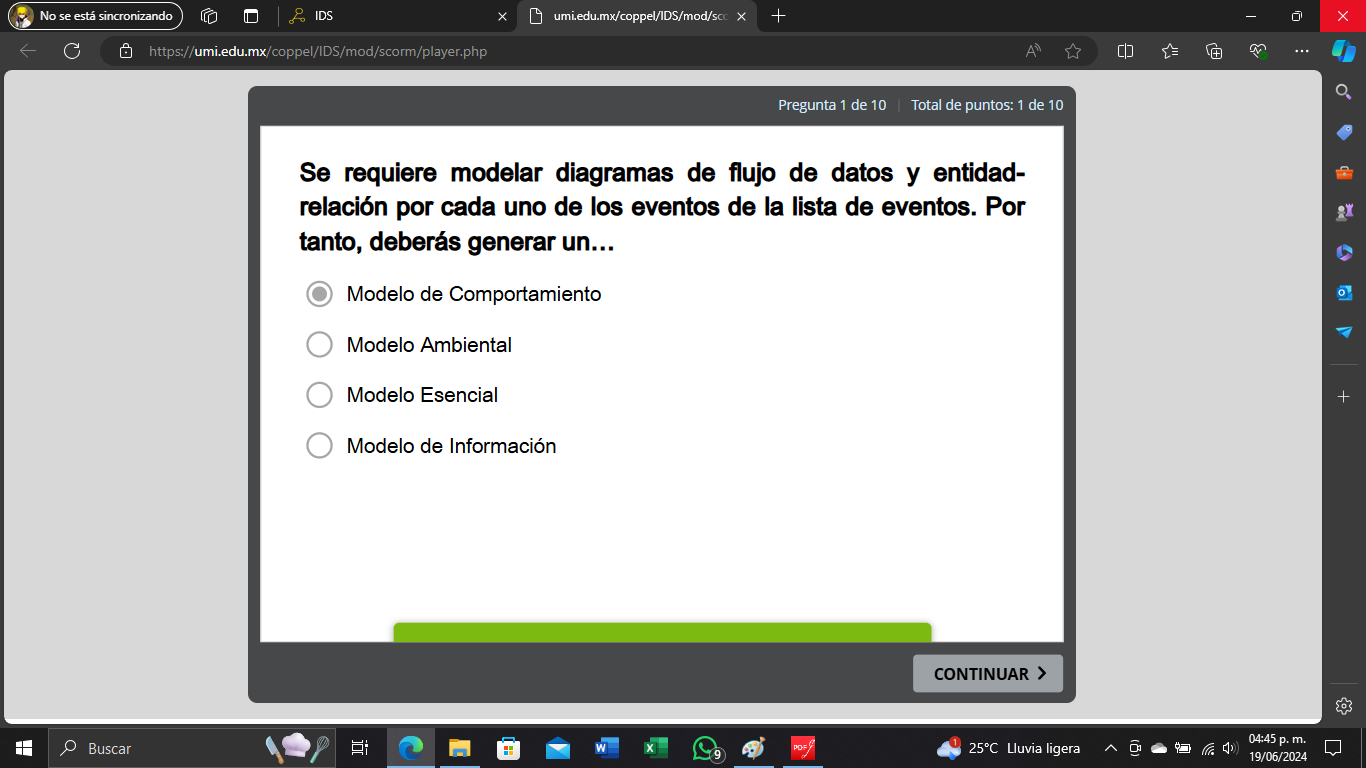 No se está sincronizando
IDS
umi.edu.mx/coppel/IDS/mod/sco
https://umi.edu.mx/coppel/IDS/mod/scorm/player.php
Pregunta 1 de 10 | Total de puntos: 1 de 10
Se requiere modelar diagramas de flujo de datos y entidad-
relación por cada uno de los eventos de la lista de eventos. Por
tanto, deberás generar un...
Modelo de Comportamiento
Modelo Ambiental
Modelo Esencial
Modelo de Información
CONTINUAR
Buscar
9
PDF
1
25°C Lluvia ligera
04:45 p. m.
19/06/2024